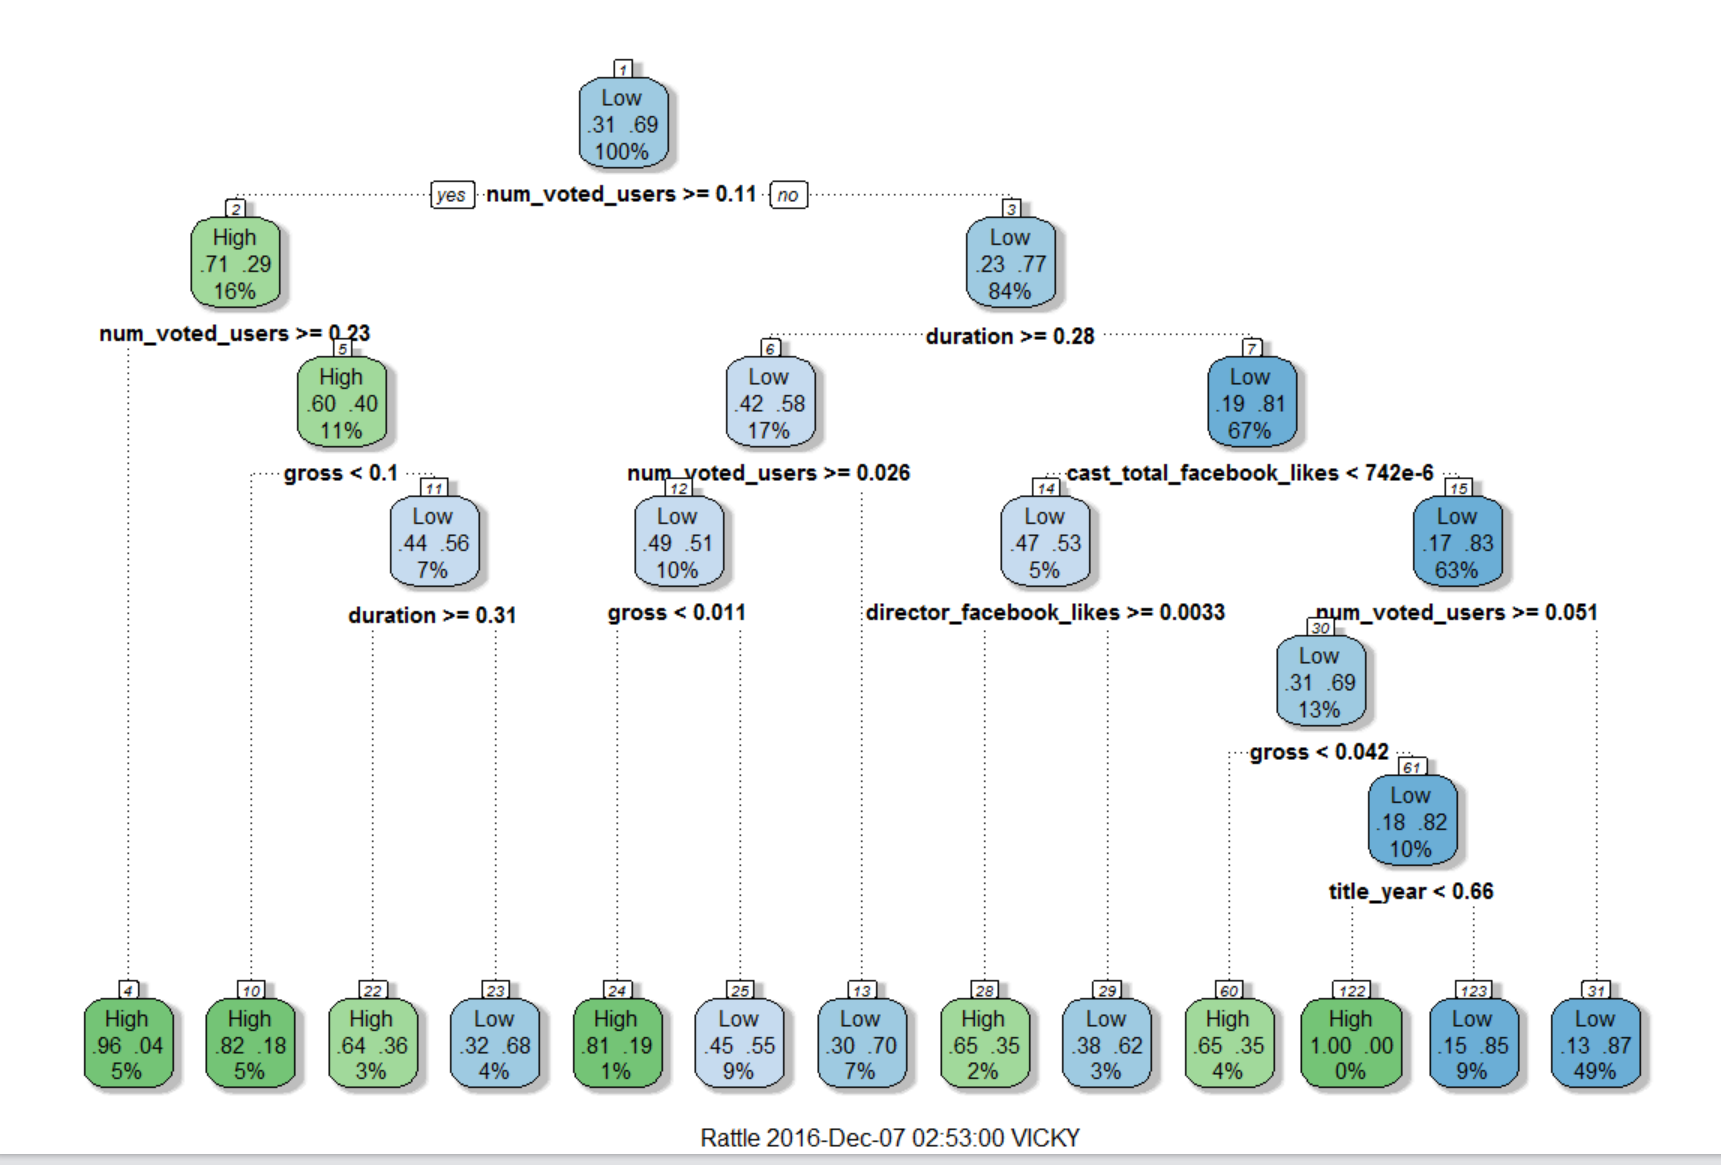 1
Low
.31 .69
100%
yes num_voted_users >= 0.11 no
2
High
.71 .29
16%
3
Low
.23 .77
84%
num_voted_users >= 0.23
duration >= 0.28
5
High
.60 .40
11%
6
Low
.42 .58
17%
7
Low
.19 .81
67%
gross < 0.1
num_voted_users >= 0.026
cast_total_facebook_likes < 742e-6
11
Low
.44 .56
7%
12
Low
.49 .51
10%
14
Low
.47 .53
5%
15
Low
.17 .83
63%
duration >= 0.31
gross < 0.011
director_facebook_likes >= 0.0033
num_voted_users >= 0.051
30
Low
.31 .69
13%
gross < 0.042
61
Low
.18 .82
10%
title_year < 0.66
4
High
.96 .04
5%
10
High
.82 .18
5%
22
High
.64 .36
3%
23
Low
.32 .68
4%
24
High
.81 .19
1%
25
Low
.45 .55
9%
13
Low
.30 .70
7%
28
High
.65 .35
2%
29
Low
.38 .62
3%
60
High
.65 .35
4%
122
High
1.00 .00
0%
123
Low
.15 .85
9%
31
Low
.13 .87
49%
Rattle 2016-Dec-07 02:53:00 VICKY